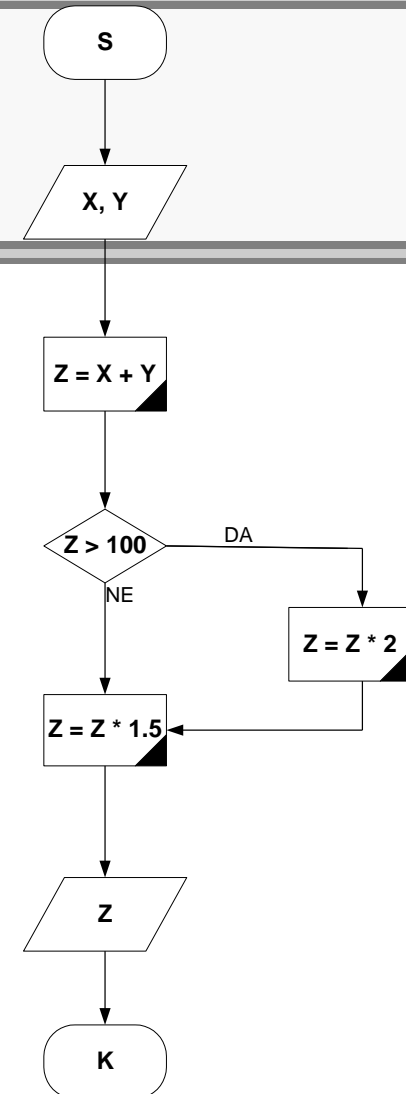 S
X, Y
Z = X + Y
Z > 100
DA
NE
Z = Z * 2
Z = Z * 1.5
Z
K